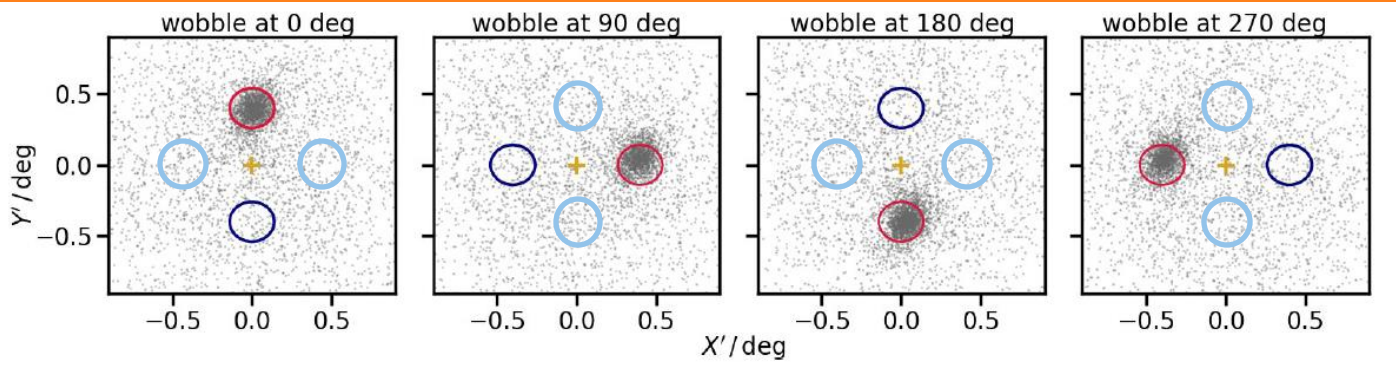 wobble at 0 deg wobble at 90 deg wobble at 180 deg wobble at 270 deg
0.5
0.0
−0.5
Y′ / deg
−0.5 0.0 0.5 −0.5 0.0 0.5 −0.5 0.0 0.5 −0.5 0.0 0.5
X′ / deg